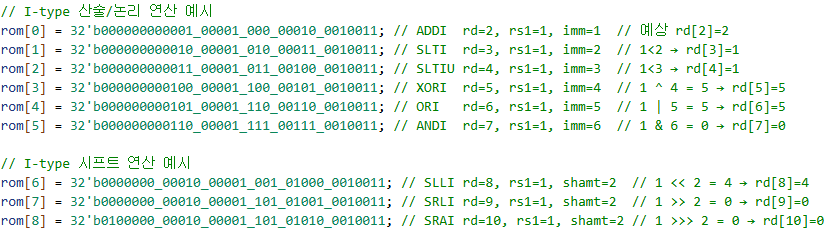 // I-type 산술/논리 연산 예시
rom[0] = 32'b000000000001_00001_000_00010_0010011; // ADDI  rd=2, rs1=1, imm=1  // 예상 rd[2]=2
rom[1] = 32'b000000000010_00001_010_00011_0010011; // SLTI  rd=3, rs1=1, imm=2  // 1<2 → rd[3]=1
rom[2] = 32'b000000000011_00001_011_00100_0010011; // SLTIU rd=4, rs1=1, imm=3  // 1<3 → rd[4]=1
rom[3] = 32'b000000000100_00001_100_00101_0010011; // XORI  rd=5, rs1=1, imm=4  // 1 ^ 4 = 5 → rd[5]=5
rom[4] = 32'b000000000101_00001_110_00110_0010011; // ORI   rd=6, rs1=1, imm=5  // 1 | 5 = 5 → rd[6]=5
rom[5] = 32'b000000000110_00001_111_00111_0010011; // ANDI  rd=7, rs1=1, imm=6  // 1 & 6 = 0 → rd[7]=0
// I-type 시프트 연산 예시
rom[6] = 32'b0000000_00010_00001_001_01000_0010011; // SLLI rd=8, rs1=1, shamt=2  // 1 << 2 = 4 → rd[8]=4
rom[7] = 32'b0000000_00010_00001_101_01001_0010011; // SRLI rd=9, rs1=1, shamt=2  // 1 >> 2 = 0 → rd[9]=0
rom[8] = 32'b0100000_00010_00001_101_01010_0010011; // SRAI rd=10, rs1=1, shamt=2 // 1 >>> 2 = 0 → rd[10]=0